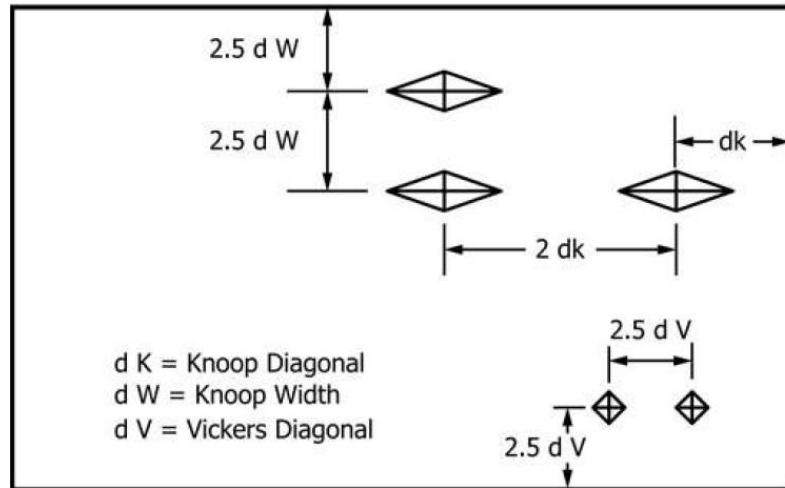 2.5 d W
2.5 d W
dk
2 dk
2.5 d V
d K = Knoop Diagonal
d W = Knoop Width
d V = Vickers Diagonal
2.5 d V